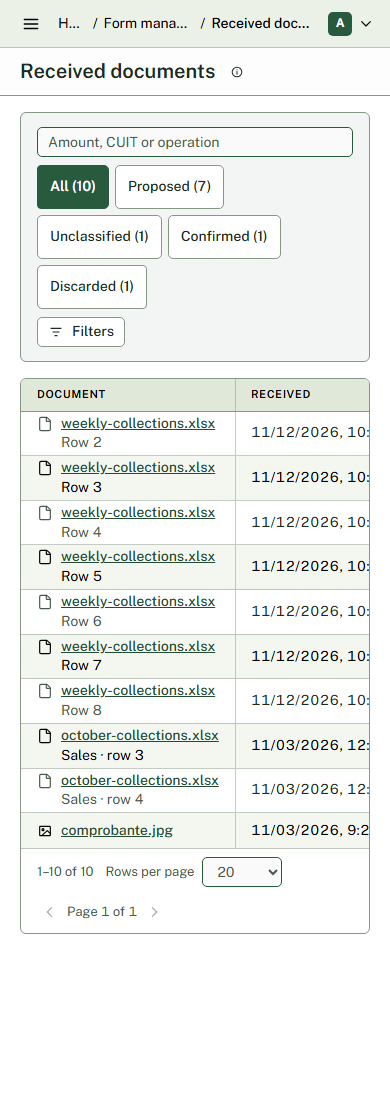 H... / Form mana... / Received doc... A
Received documents
Amount, CUIT or operation
All (10) Proposed (7)
Unclassified (1) Confirmed (1)
Discarded (1)
Filters
DOCUMENT RECEIVED
weekly-collections.xlsx
Row 2 11/12/2026, 10:
weekly-collections.xlsx
Row 3 11/12/2026, 10:
weekly-collections.xlsx
Row 4 11/12/2026, 10:
weekly-collections.xlsx
Row 5 11/12/2026, 10:
weekly-collections.xlsx
Row 6 11/12/2026, 10:
weekly-collections.xlsx
Row 7 11/12/2026, 10:
weekly-collections.xlsx
Row 8 11/12/2026, 10:
october-collections.xlsx
Sales · row 3 11/03/2026, 12:
october-collections.xlsx
Sales · row 4 11/03/2026, 12:
comprobante.jpg 11/03/2026, 9:2
1–10 of 10 Rows per page 20
Page 1 of 1